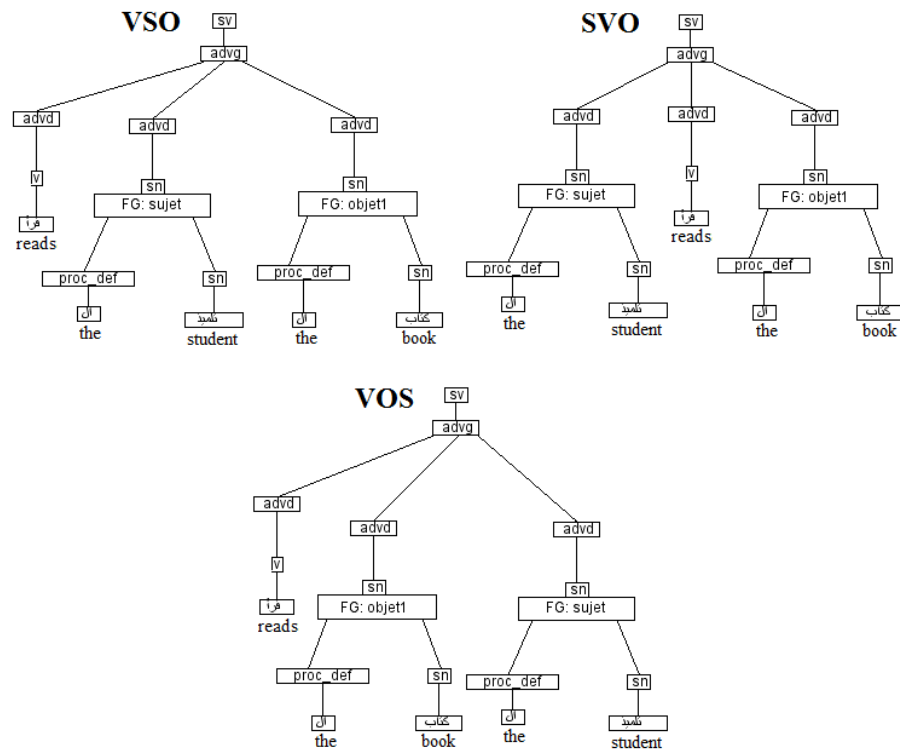 VSO
sv
advg
advd advd advd
v
sn sn
FG: sujet FG: objet1
قرأ
reads
proc_def sn proc_def sn
ال تلميذ ال كتاب
the student the book
SVO
sv
advg
advd advd advd
sn v sn
FG: sujet FG: objet1
قرأ
reads
proc_def sn proc_def sn
ال تلميذ ال كتاب
the student the book
VOS
sv
advg
advd advd advd
v
sn sn
قرأ FG: objet1 FG: sujet
reads
proc_def sn proc_def sn
ال كتاب ال تلميذ
the book the student